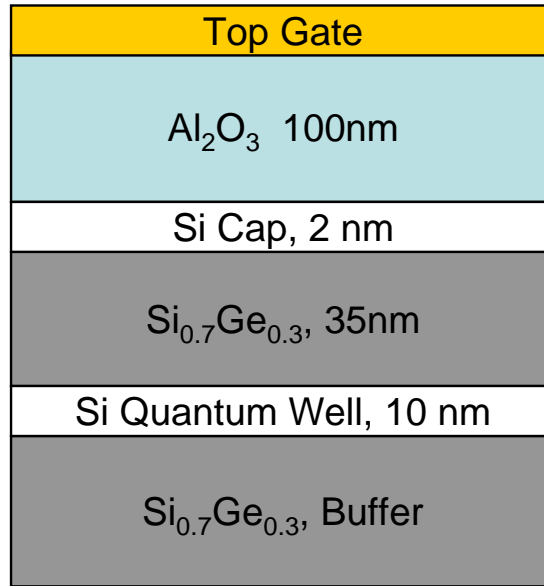 Top Gate
Al₂O₃ 100nm
Si Cap, 2 nm
Si₀.₇Ge₀.₃, 35nm
Si Quantum Well, 10 nm
Si₀.₇Ge₀.₃, Buffer